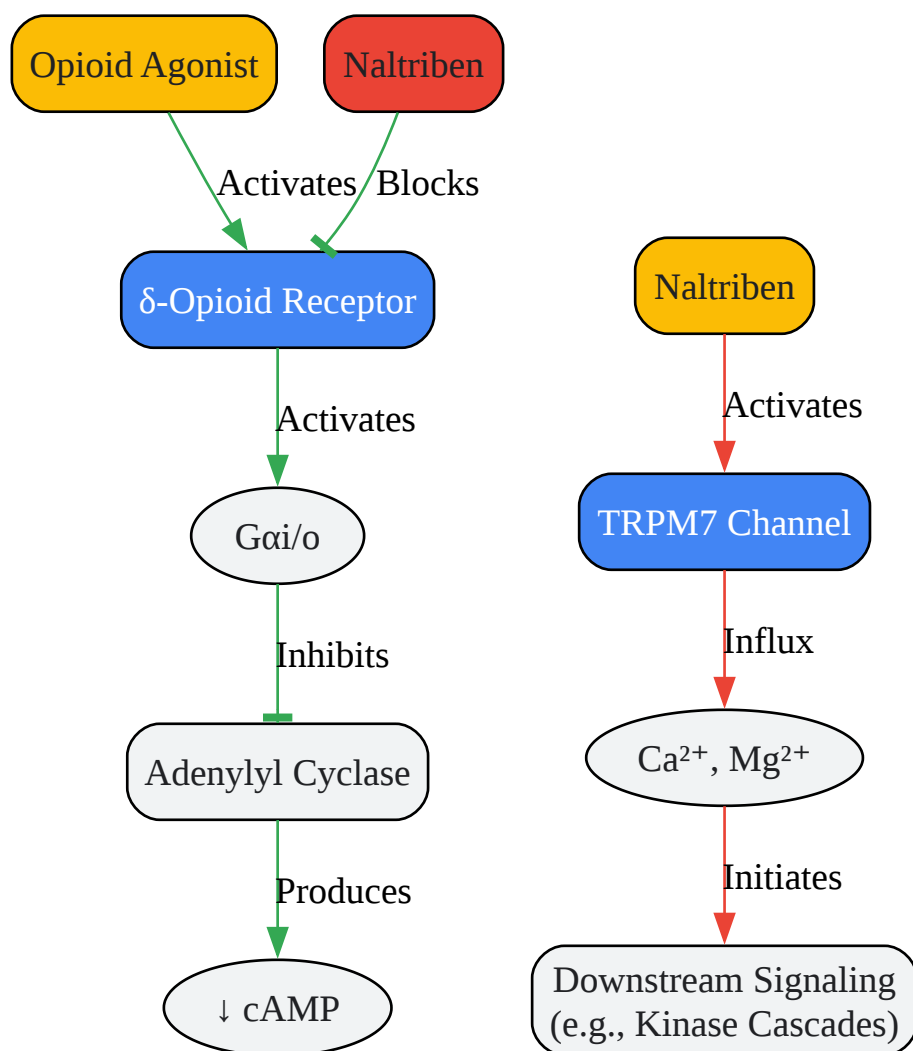 Opioid Agonist
Naltriben
Activates
Blocks
δ-Opioid Receptor
Activates
Gαi/o
Inhibits
Adenylyl Cyclase
Produces
↓ cAMP
Naltriben
Activates
TRPM7 Channel
Influx
Ca²⁺, Mg²⁺
Initiates
Downstream Signaling
(e.g., Kinase Cascades)